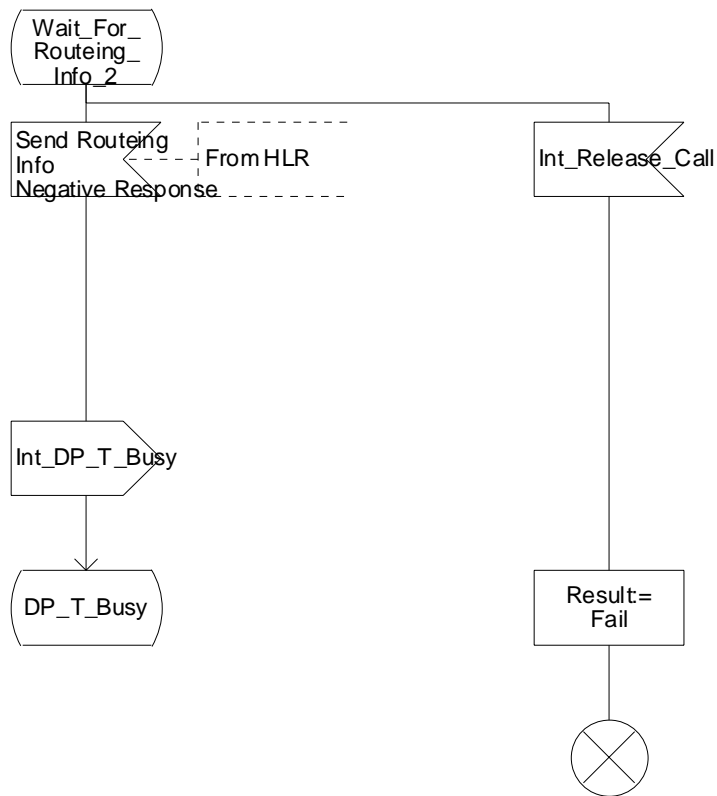 Wait_For_
Routeing_
Info_2
Send Routeing
Info
Negative Response
From HLR
Int_Release_Call
Int_DP_T_Busy
DP_T_Busy
Result:=
Fail